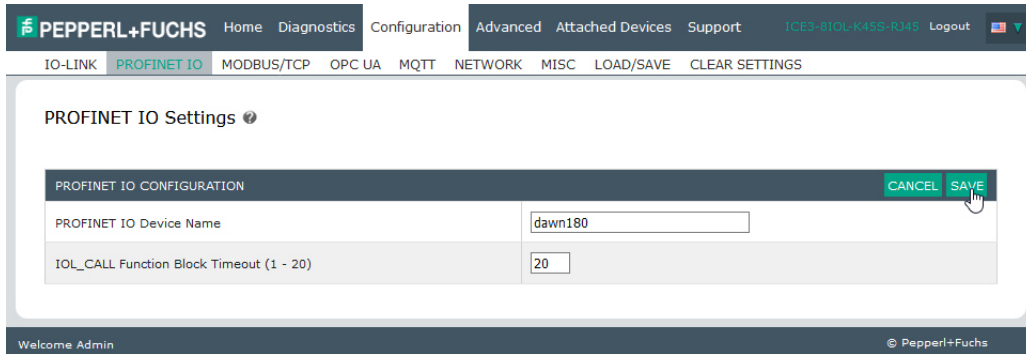 PEPPERL+FUCHS Home Diagnostics Configuration Advanced Attached Devices Support ICE3-8IOL-K45S-RJ45 Logout
IO-LINK PROFINET IO MODBUS/TCP OPC UA MQTT NETWORK MISC LOAD/SAVE CLEAR SETTINGS
PROFINET IO Settings
PROFINET IO CONFIGURATION CANCEL SAVE
PROFINET IO Device Name dawn180
IOL_CALL Function Block Timeout (1 - 20) 20
Welcome Admin © Pepperl+Fuchs